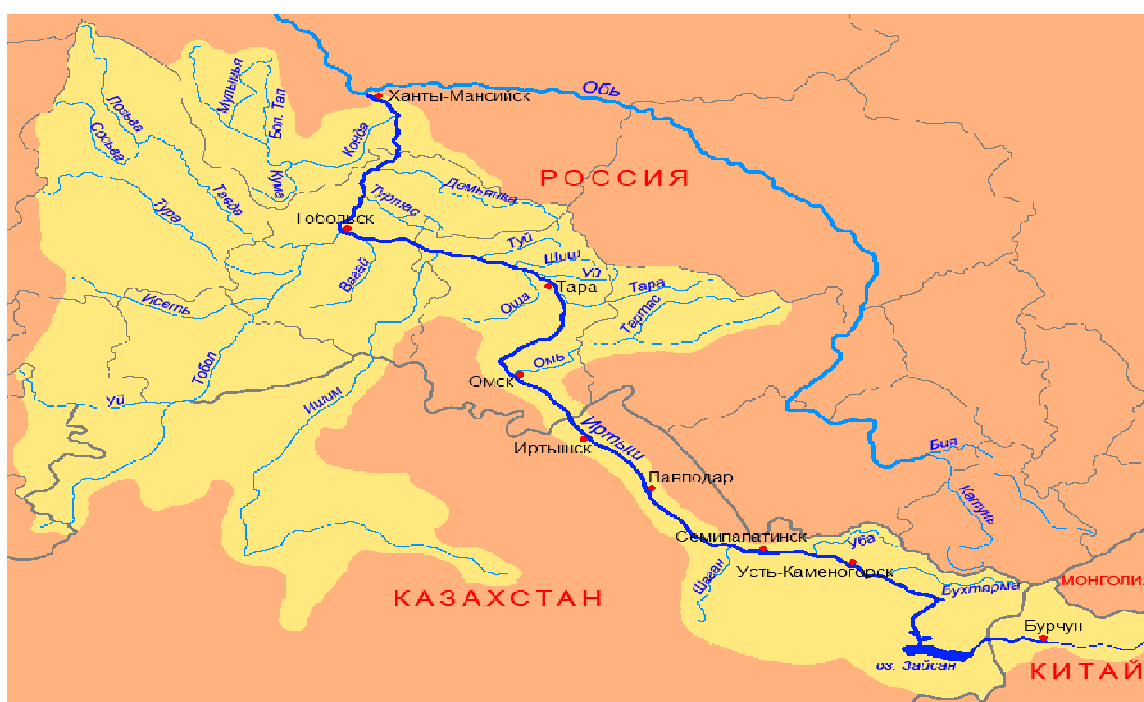 Обь
Ханты-Мансийск
Мулымья
Бол. Тап
Лозьва
Сосьва
Конда
РОССИЯ
Кума
Демьянка
Тавда
Тура
Туртас
Тобольск
Туй
Шиш
Уй
Вагай
Тара
Тара
Исеть
Оша
Тартас
Омь
Тобол
Омск
Уй
Ишим
Иртыш
Иртышск
Бия
Павлодар
Катунь
Семипалатинск
Уба
Усть-Каменогорск
Шаган
МОНГОЛИЯ
Бухтарма
КАЗАХСТАН
Бурчун
оз. Зайсан
КИТАЙ